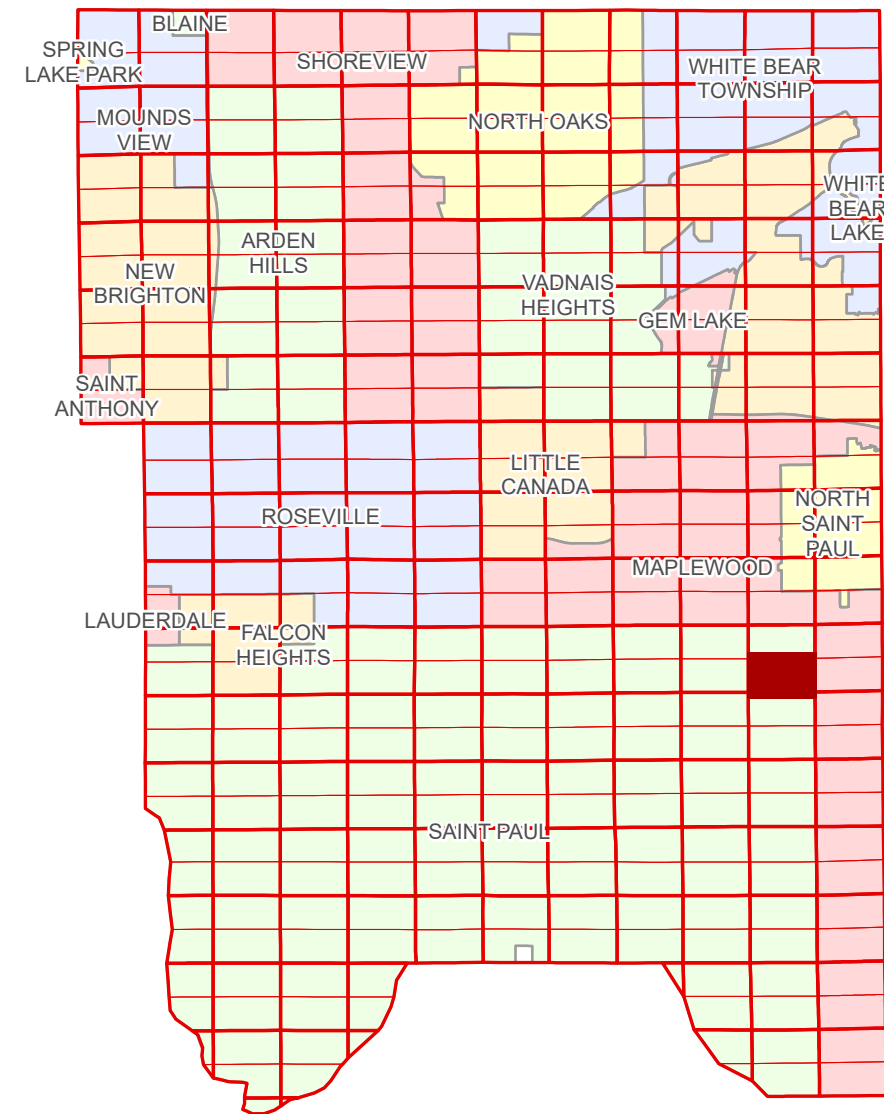 BLAINE
SPRING
LAKE PARK
SHOREVIEW
WHITE BEAR
TOWNSHIP
MOUNDS
VIEW
NORTH OAKS
WHITE
BEAR
LAKE
ARDEN
HILLS
NEW
BRIGHTON
VADNAIS
HEIGHTS
GEM LAKE
SAINT
ANTHONY
LITTLE
CANADA
NORTH
SAINT
PAUL
ROSEVILLE
MAPLEWOOD
LAUDERDALE
FALCON
HEIGHTS
SAINT PAUL